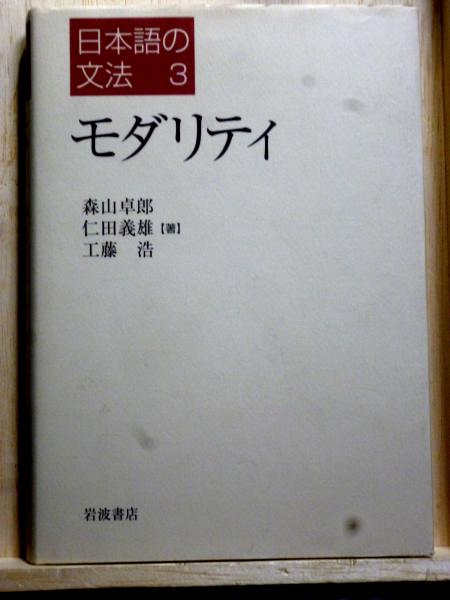 日本語の
文法 3
モダリティ
森山卓郎
仁田義雄【著】
工藤 浩
岩波書店